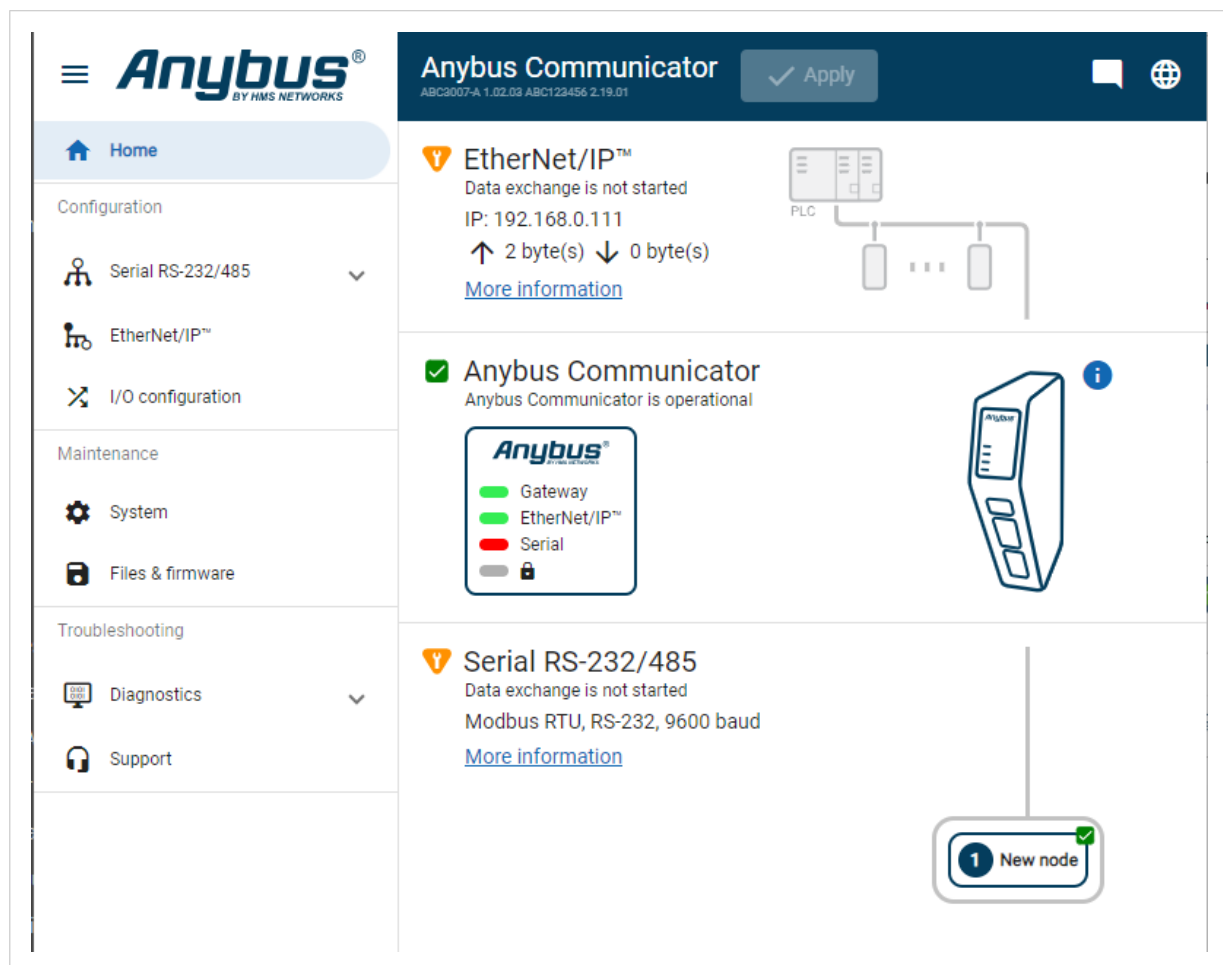 Anybus®
BY HMS NETWORKS
Home
Configuration
Serial RS-232/485
EtherNet/IP™
I/O configuration
Maintenance
System
Files & firmware
Troubleshooting
Diagnostics
Support
Anybus Communicator
ABC3007-A 1.02.03 ABC123456 2.19.01
Apply
EtherNet/IP™
Data exchange is not started
IP: 192.168.0.111
2 byte(s) 0 byte(s)
More information
PLC
Anybus Communicator
Anybus Communicator is operational
Anybus®
BY HMS NETWORKS
Gateway
EtherNet/IP™
Serial
Anybus
i
Serial RS-232/485
Data exchange is not started
Modbus RTU, RS-232, 9600 baud
More information
1 New node